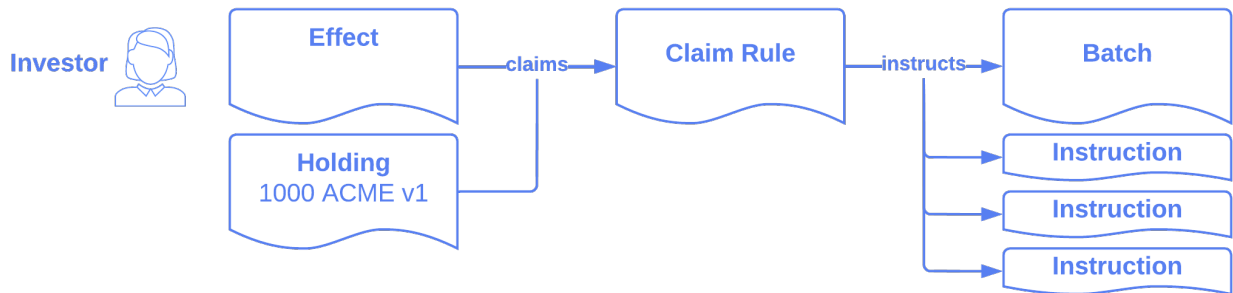 Investor
Effect
claims
Holding
1000 ACME v1
Claim Rule
instructs
Batch
Instruction
Instruction
Instruction